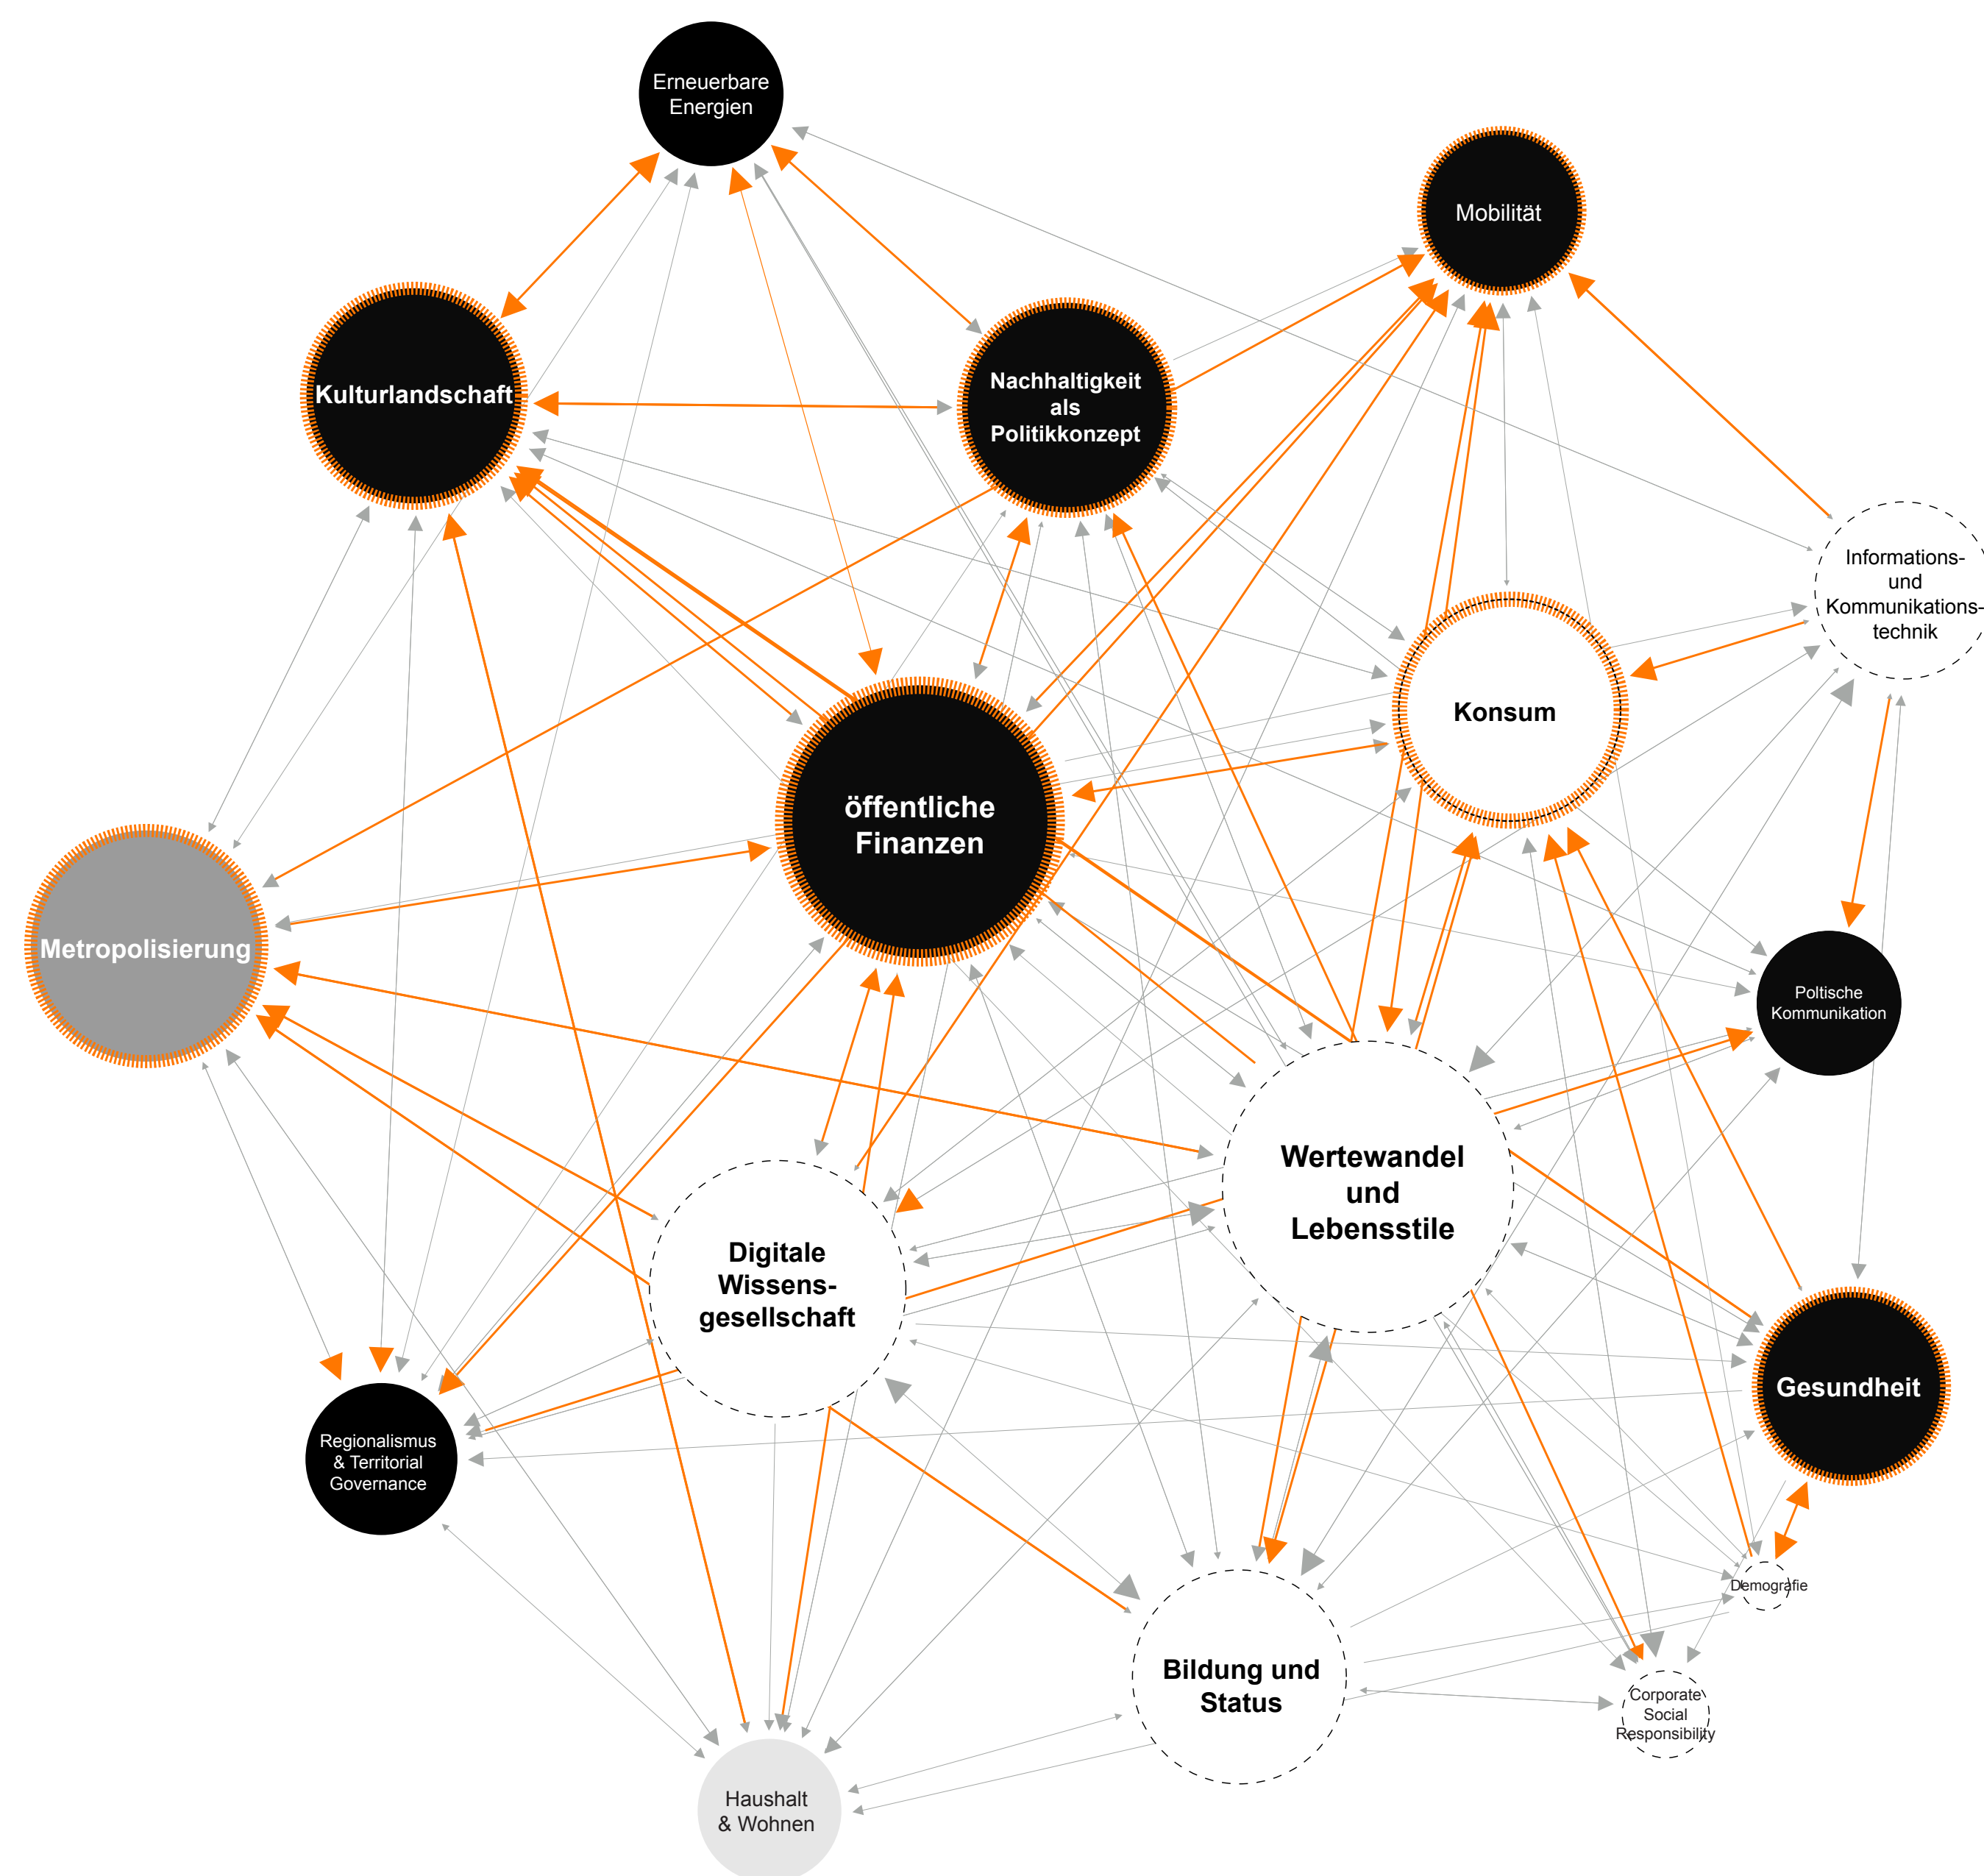 Erneuerbare
Energien
Mobilität
Kulturlandschaft
Nachhaltigkeit
als
Politikkonzept
Informations-
und
Kommunikations-
technik
Konsum
öffentliche
Finanzen
Metropolisierung
Poltische
Kommunikation
Wertewandel
und
Lebensstile
Digitale
Wissens-
gesellschaft
Gesundheit
Regionalismus
& Territorial
Governance
Demografie
Bildung und
Status
Corporate
Social
Responsibility
Haushalt
& Wohnen